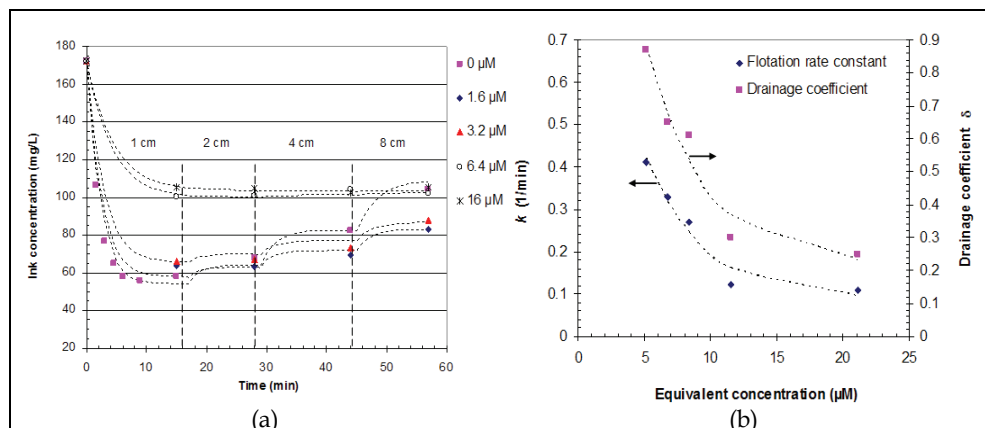 180
160
140
120
100
80
60
40
20
0
10
20
30
40
50
60
Ink concentration (mg/L)
Time (min)
1 cm
2 cm
4 cm
8 cm
0 µM
1.6 µM
3.2 µM
6.4 µM
16 µM
(a)
0.7
0.6
0.5
0.4
0.3
0.2
0.1
0
k (1/min)
0
5
10
15
20
25
Equivalent concentration (µM)
Flotation rate constant
Drainage coefficient
0.9
0.8
0.7
0.6
0.5
0.4
0.3
0.2
0.1
0
Drainage coefficient δ
(b)